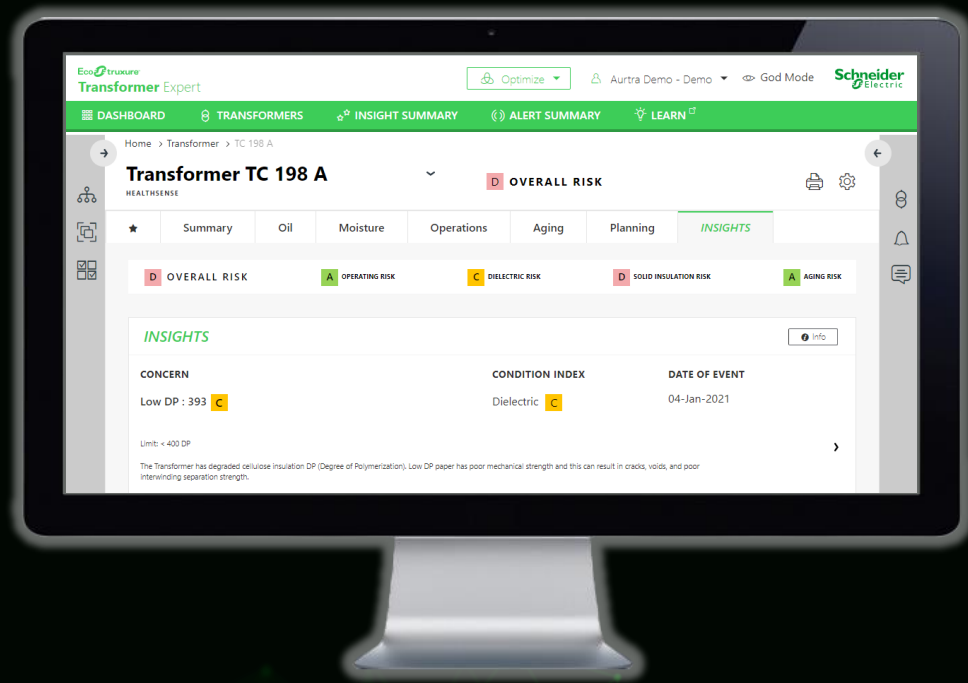 EcoStruxure
Transformer Expert
Optimize
Aurtra Demo - Demo
God Mode
Schneider
Electric
DASHBOARD
TRANSFORMERS
INSIGHT SUMMARY
ALERT SUMMARY
LEARN
Home > Transformer > TC 198 A
Transformer TC 198 A
HEALTHSENSE
D OVERALL RISK
Summary
Oil
Moisture
Operations
Aging
Planning
INSIGHTS
D OVERALL RISK
A OPERATING RISK
C DIELECTRIC RISK
D SOLID INSULATION RISK
A AGING RISK
INSIGHTS
Info
CONCERN
CONDITION INDEX
DATE OF EVENT
Low DP : 393 C
Dielectric C
04-Jan-2021
Limit: < 400 DP
The Transformer has degraded cellulose insulation DP (Degree of Polymerization). Low DP paper has poor mechanical strength and this can result in cracks, voids, and poor
interwinding separation strength.